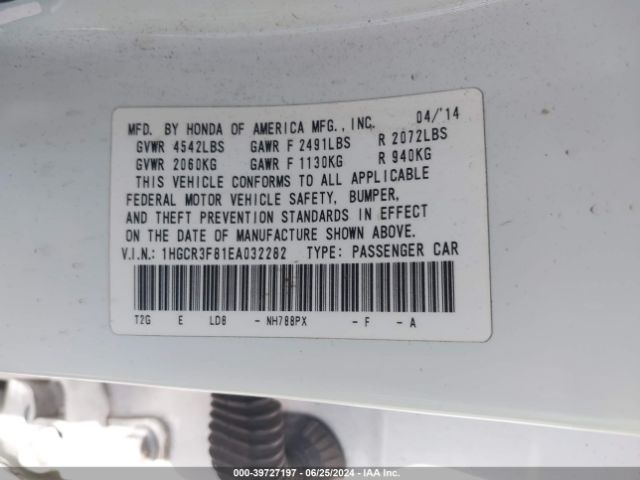 MFD. BY HONDA OF AMERICA MFG., INC. 04/'14
GVWR 4542LBS GAWR F 2491LBS R 2072LBS
GVWR 2060KG GAWR F 1130KG R 940KG
THIS VEHICLE CONFORMS TO ALL APPLICABLE
FEDERAL MOTOR VEHICLE SAFETY, BUMPER,
AND THEFT PREVENTION STANDARDS IN EFFECT
ON THE DATE OF MANUFACTURE SHOWN ABOVE.
V.I.N.: 1HGCR3F81EA032282 TYPE: PASSENGER CAR
T2G E LD8 - NH788PX - F - A
000-39727197 - 06/25/2024 - IAA Inc.